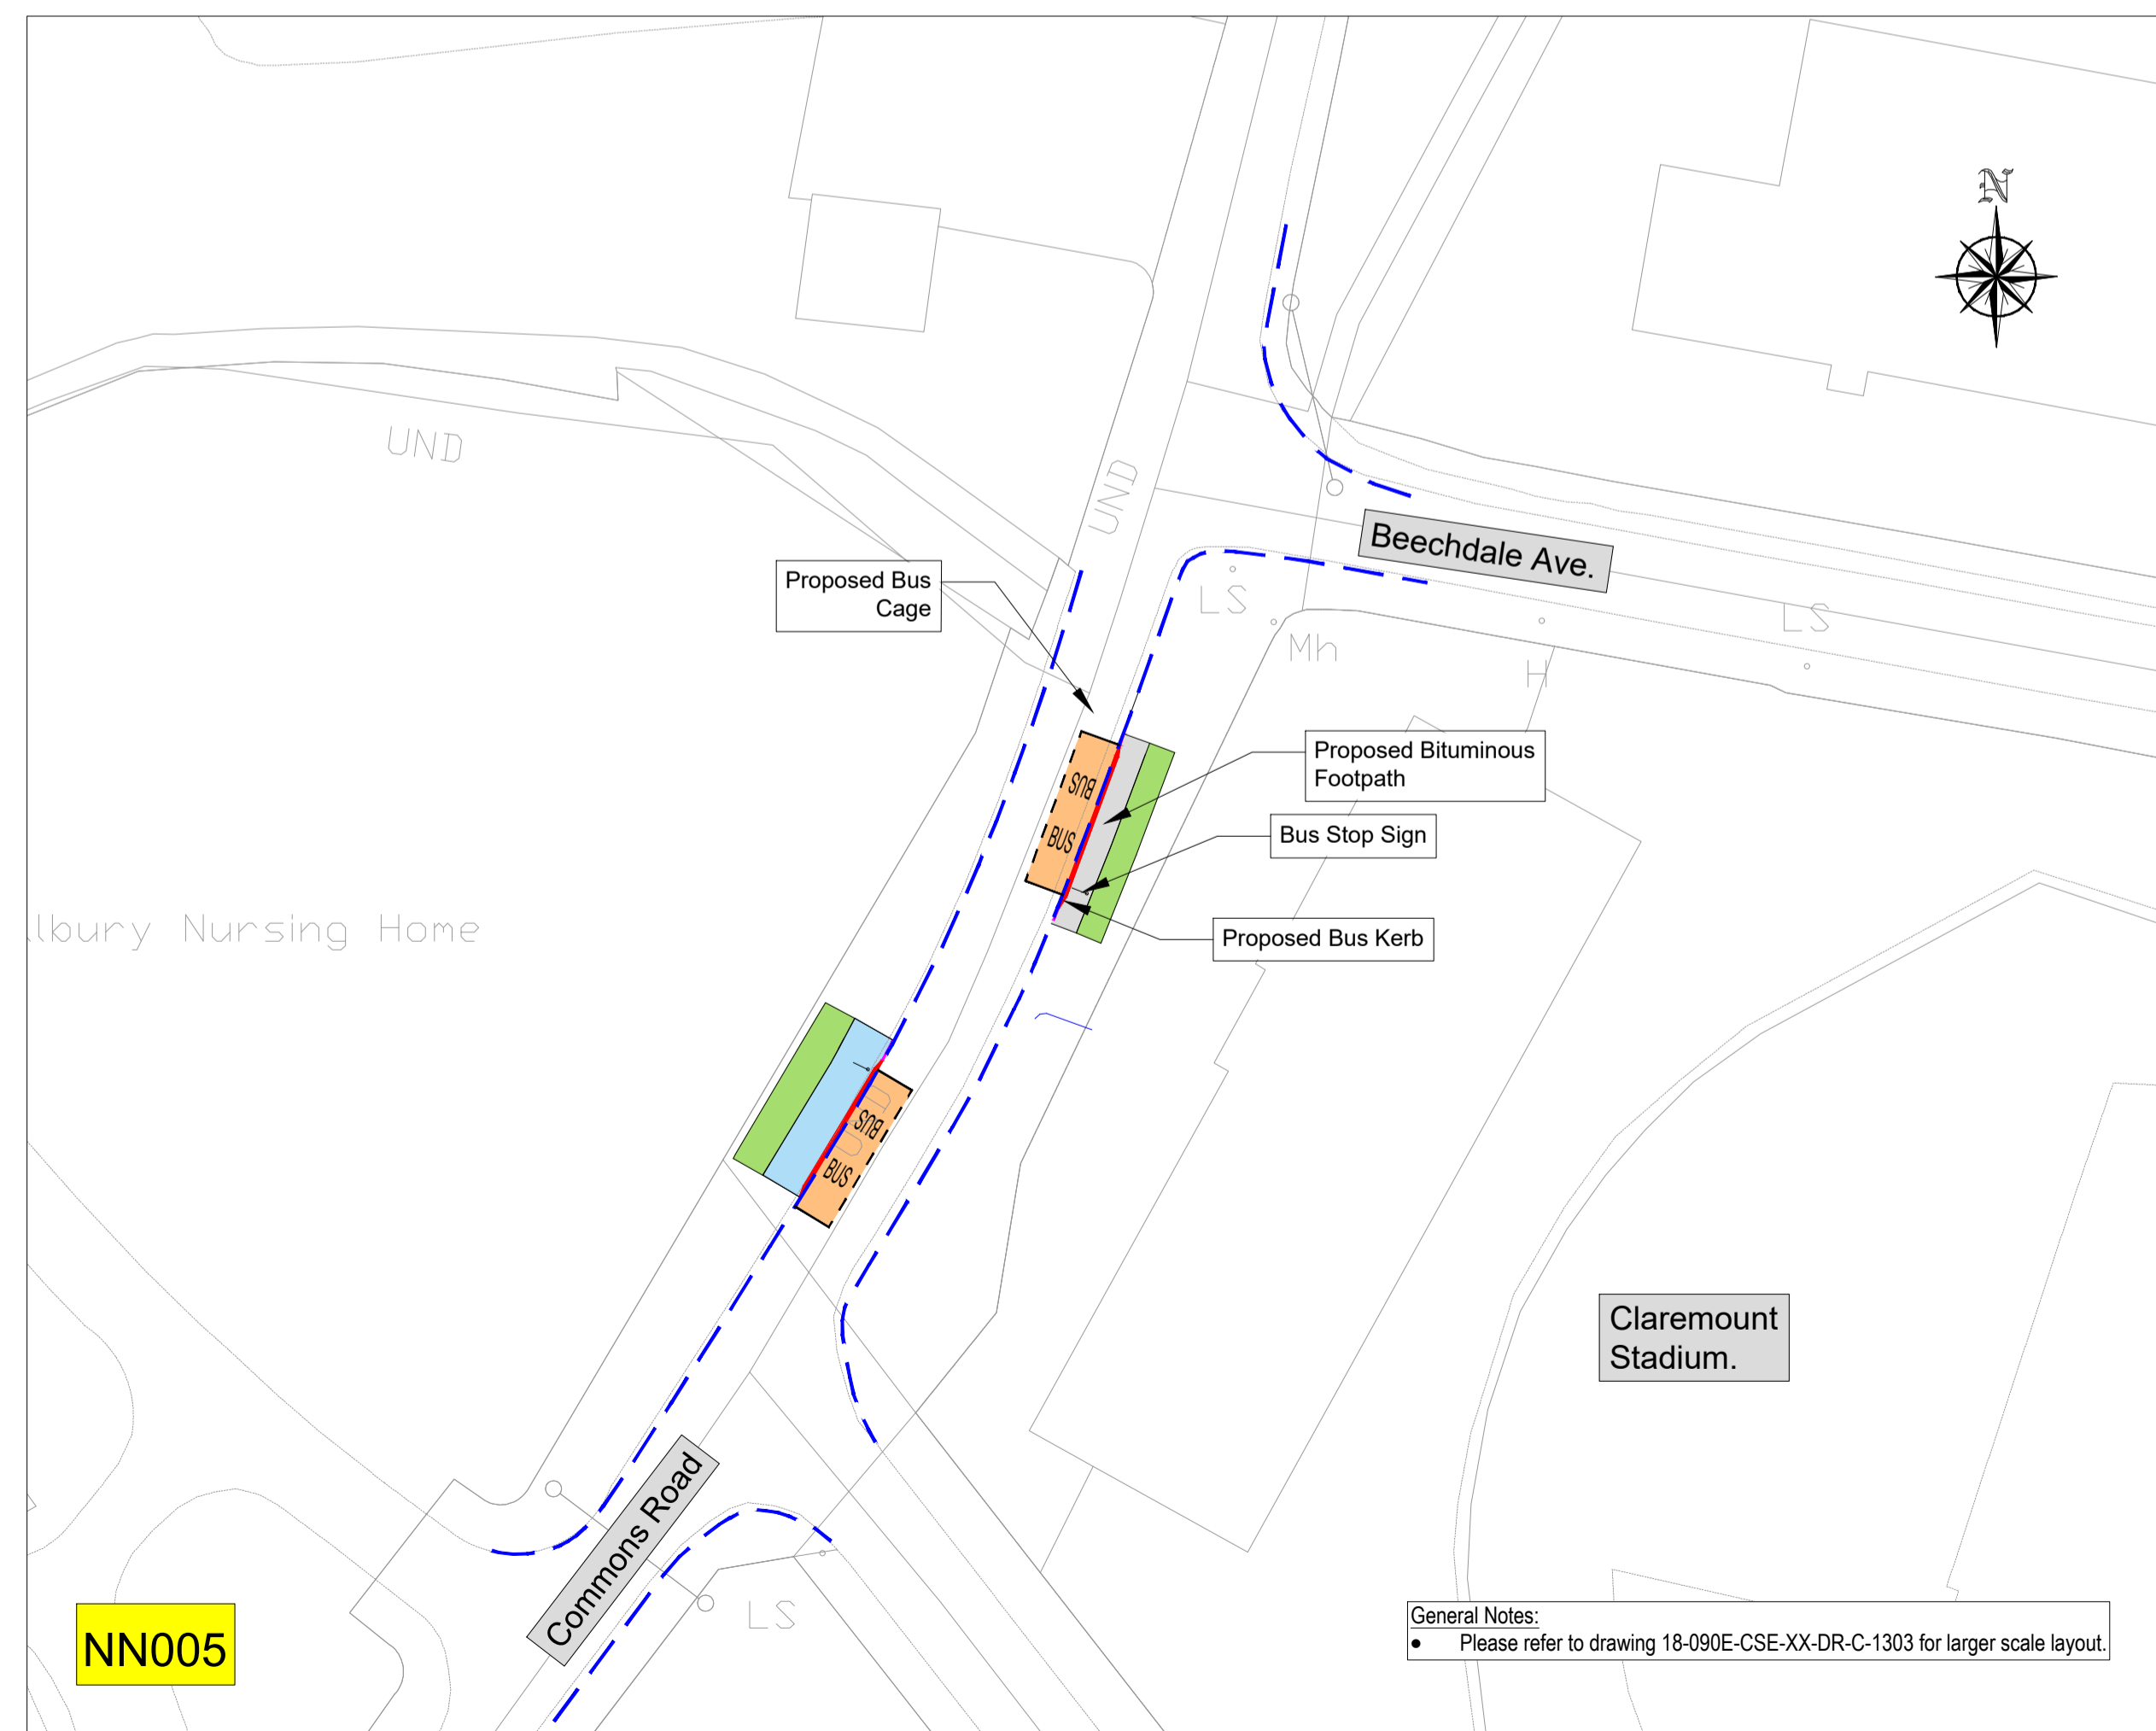 N
UND
UND
Beechdale Ave.
Proposed Bus
Cage
LS
LS
Mh
H
Proposed Bituminous
Footpath
BUS
BUS
Bus Stop Sign
Proposed Bus Kerb
Nursing Home
BUS
BUS
Claremount
Stadium.
Commons Road
LS
NN005
General Notes:
• Please refer to drawing 18-090E-CSE-XX-DR-C-1303 for larger scale layout.